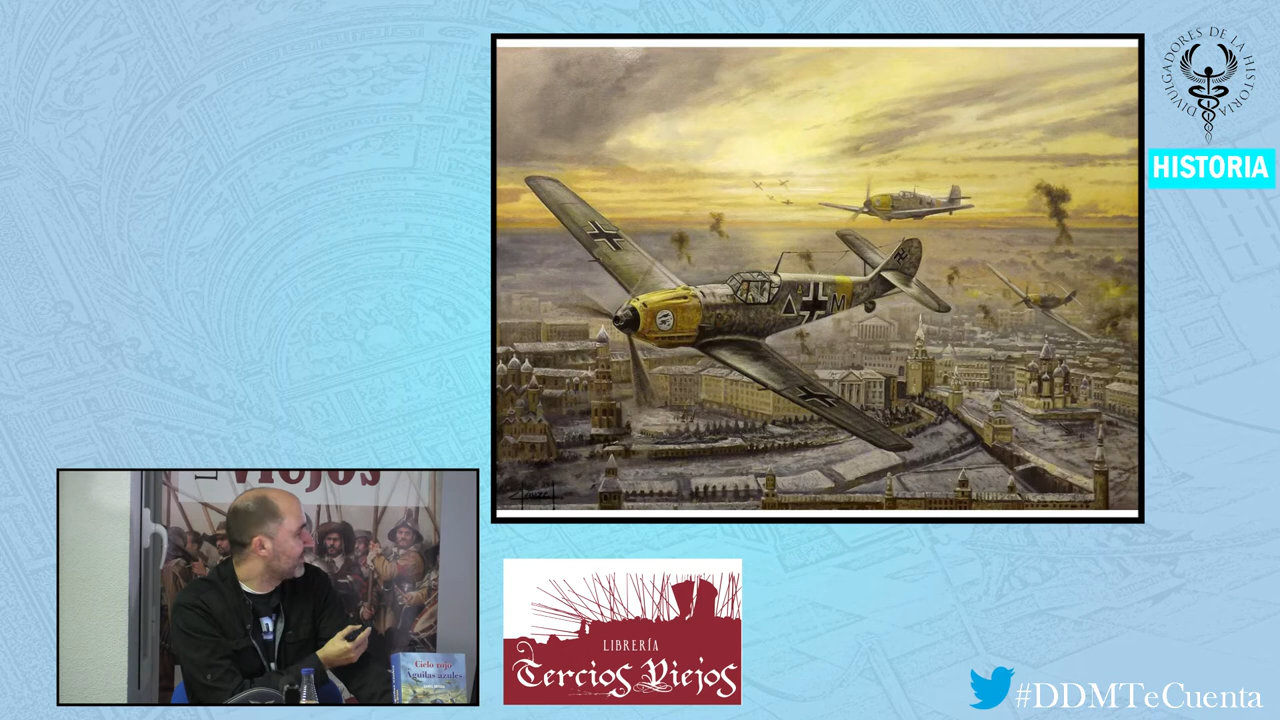 DIVULGADORES DE LA HISTORIA
HISTORIA
M
VIEJOS
Cielo rojo
Águilas azules
LIBRERÍA
Tercios Viejos
#DDMTeCuenta